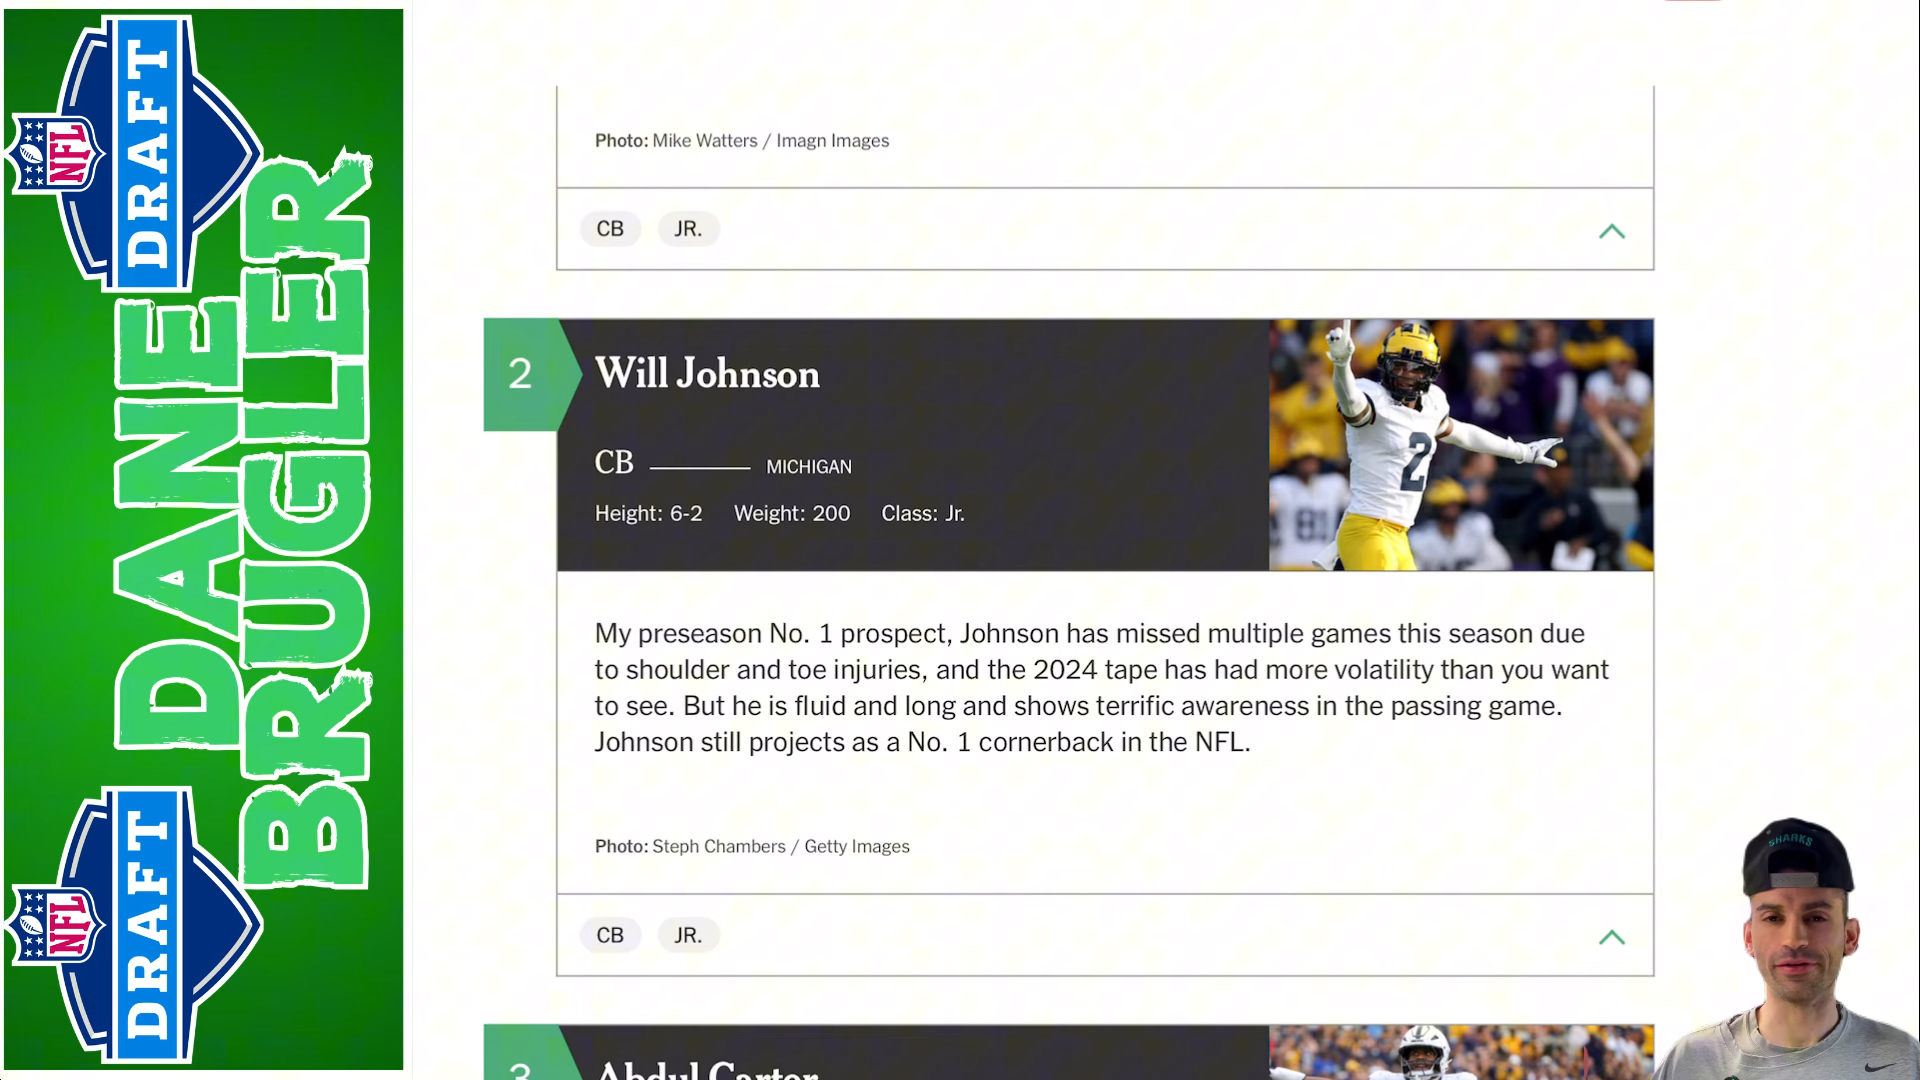 NFL
DRAFT
DANE
BRUGLER
NFL
DRAFT
Photo: Mike Watters / Imagn Images
CB JR.
2
Will Johnson
CB MICHIGAN
Height: 6-2 Weight: 200 Class: Jr.
2
81
My preseason No. 1 prospect, Johnson has missed multiple games this season due
to shoulder and toe injuries, and the 2024 tape has had more volatility than you want
to see. But he is fluid and long and shows terrific awareness in the passing game.
Johnson still projects as a No. 1 cornerback in the NFL.
Photo: Steph Chambers / Getty Images
CB JR.
SHARKS
3
Abdul Carter